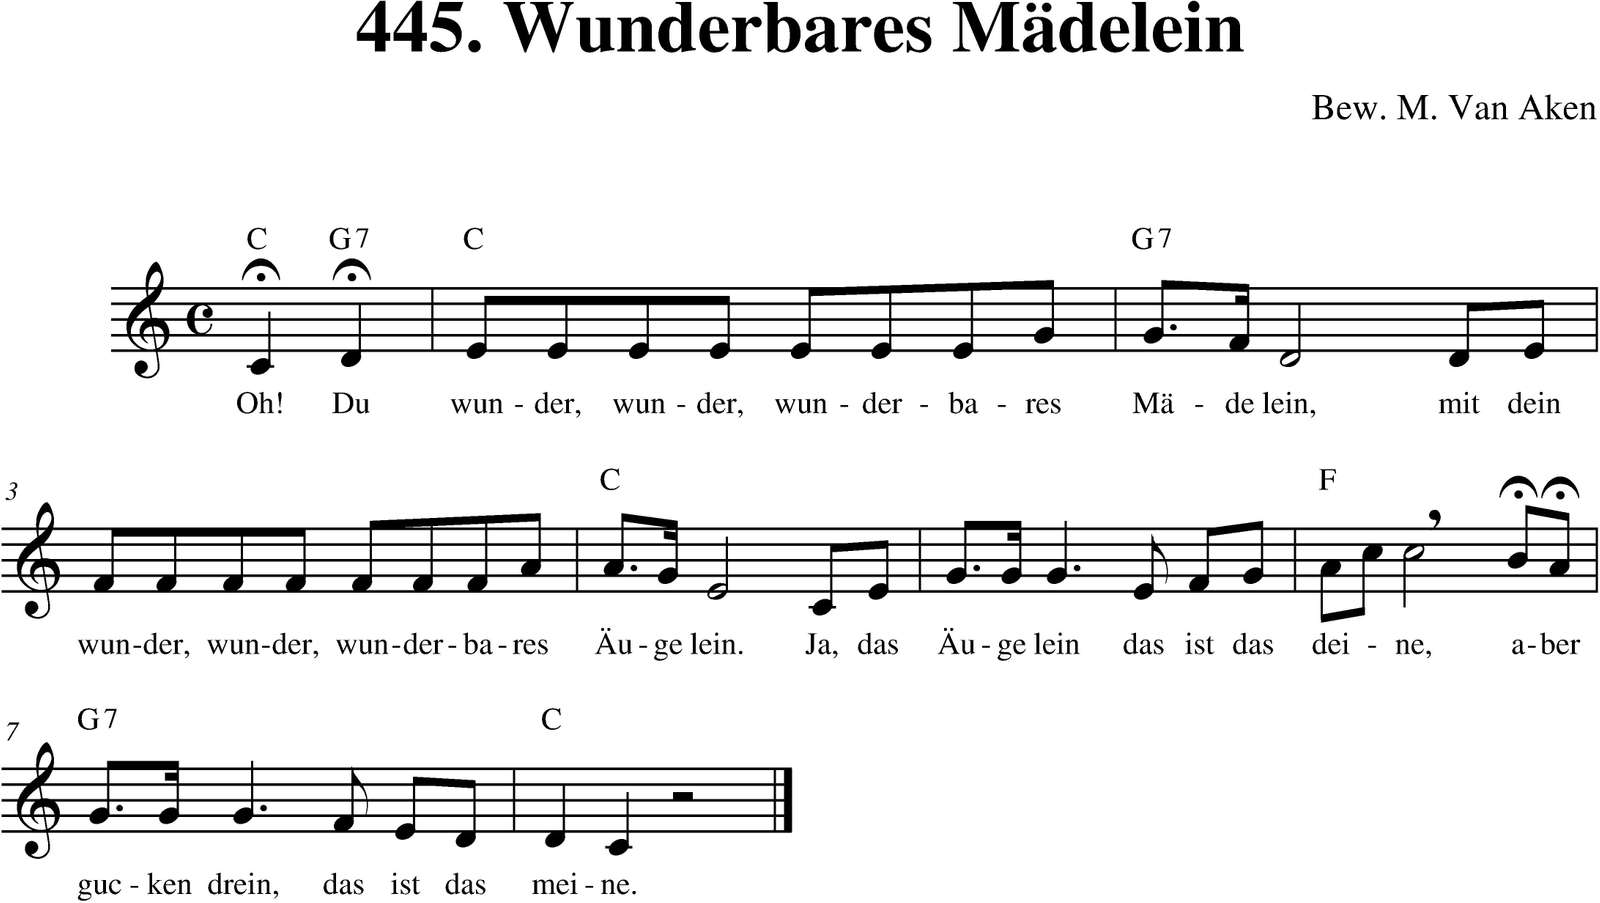 445. Wunderbares Mädelein
Bew. M. Van Aken
C G7 C G7
Oh! Du wun - der, wun - der, wun - der - ba - res Mä - de lein, mit dein
3 C F
wun-der, wun-der, wun-der-ba-res Äu - ge lein. Ja, das Äu - ge lein das ist das dei - ne, a-ber
7 G7 C
guc - ken drein, das ist das mei - ne.